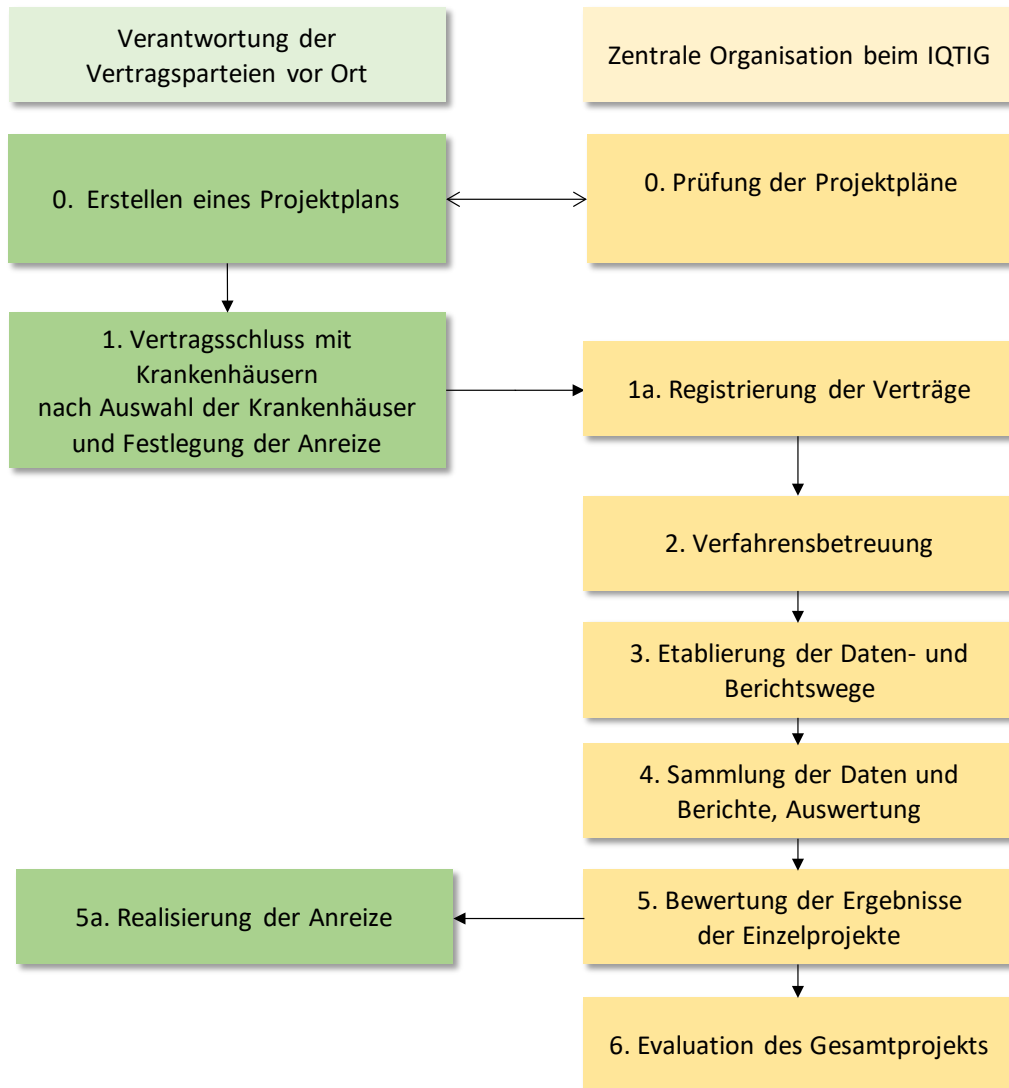 Verantwortung der
Vertragsparteien vor Ort
Zentrale Organisation beim IQTIG
0. Erstellen eines Projektplans
0. Prüfung der Projektpläne
1. Vertragsschluss mit
Krankenhäusern
nach Auswahl der Krankenhäuser
und Festlegung der Anreize
1a. Registrierung der Verträge
2. Verfahrensbetreuung
3. Etablierung der Daten- und
Berichtswege
4. Sammlung der Daten und
Berichte, Auswertung
5a. Realisierung der Anreize
5. Bewertung der Ergebnisse
der Einzelprojekte
6. Evaluation des Gesamtprojekts